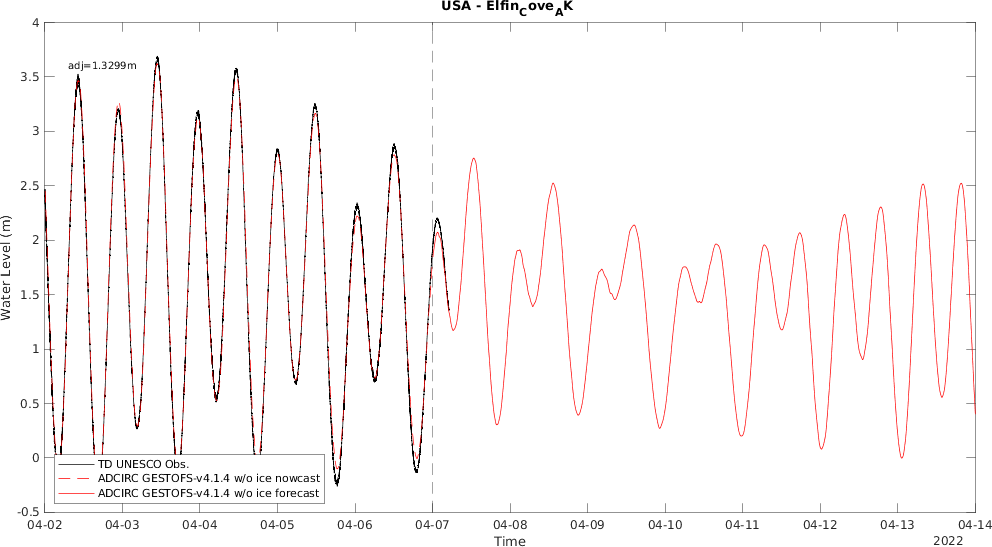 USA - Elfin_Cove_AK
4
adj=1.3299m
3.5
3
2.5
2
1.5
1
0.5
0
-0.5
Water Level (m)
TD UNESCO Obs.
ADCIRC GESTOFS-v4.1.4 w/o ice nowcast
ADCIRC GESTOFS-v4.1.4 w/o ice forecast
04-02 04-03 04-04 04-05 04-06 04-07 04-08 04-09 04-10 04-11 04-12 04-13 04-14
Time
2022